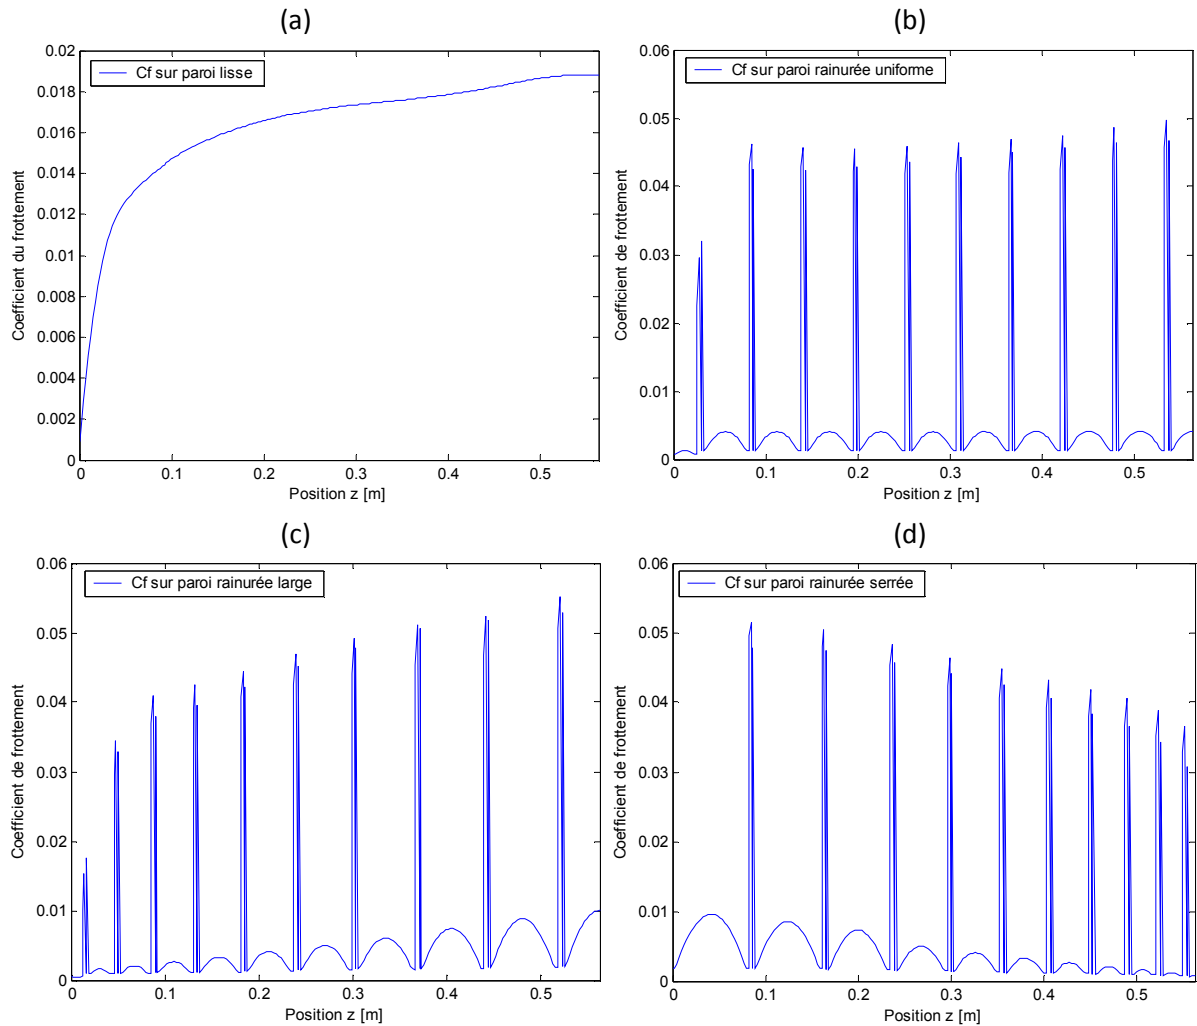 (a)
Cf sur paroi lisse
Coefficient du frottement
0.02
0.018
0.016
0.014
0.012
0.01
0.008
0.006
0.004
0.002
0
0 0.1 0.2 0.3 0.4 0.5
Position z [m]
(b)
Cf sur paroi rainurée uniforme
Coefficient de frottement
0.06
0.05
0.04
0.03
0.02
0.01
0
0 0.1 0.2 0.3 0.4 0.5
Position z [m]
(c)
Cf sur paroi rainurée large
Coefficient de frottement
0.06
0.05
0.04
0.03
0.02
0.01
0
0 0.1 0.2 0.3 0.4 0.5
Position z [m]
(d)
Cf sur paroi rainurée serrée
Coefficient de frottement
0.06
0.05
0.04
0.03
0.02
0.01
0
0 0.1 0.2 0.3 0.4 0.5
Position z [m]